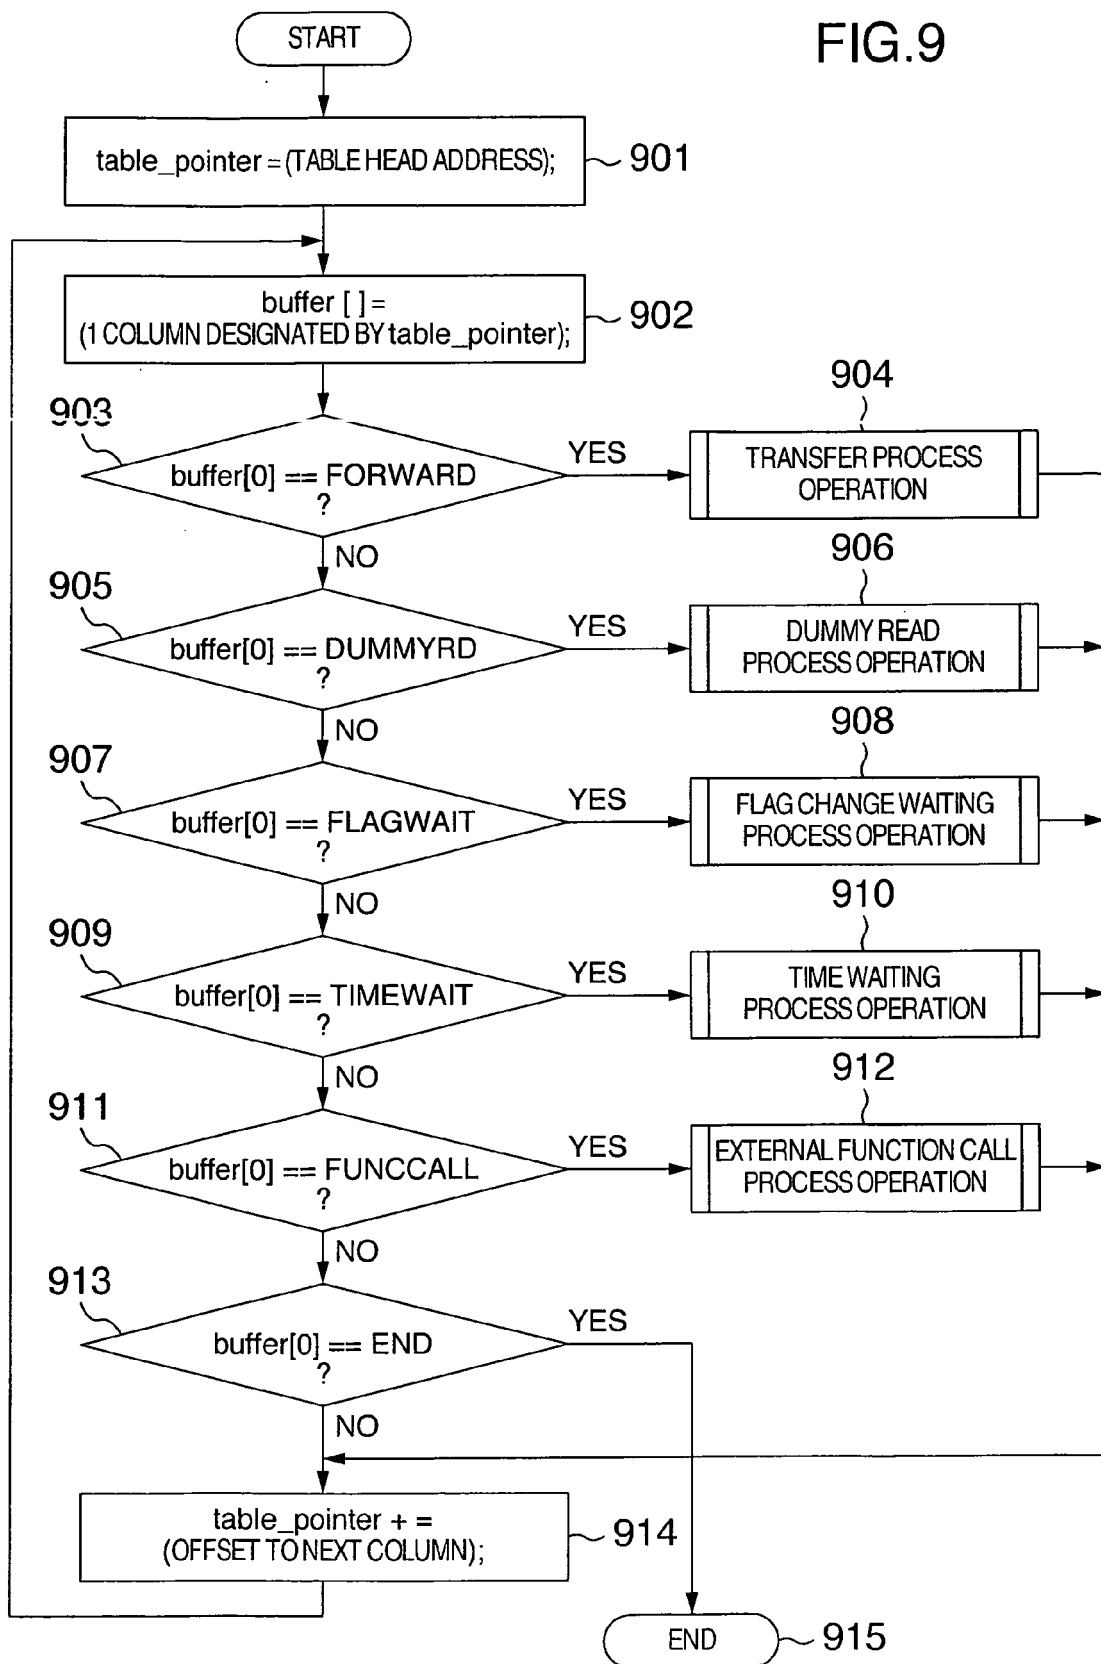 START
FIG.9
table_pointer = (TABLE HEAD ADDRESS);
901
buffer [ ] =
(1 COLUMN DESIGNATED BY table_pointer);
902
903
buffer[0] == FORWARD
?
YES
NO
904
TRANSFER PROCESS
OPERATION
905
buffer[0] == DUMMYRD
?
YES
NO
906
DUMMY READ
PROCESS OPERATION
907
buffer[0] == FLAGWAIT
?
YES
NO
908
FLAG CHANGE WAITING
PROCESS OPERATION
909
buffer[0] == TIMEWAIT
?
YES
NO
910
TIME WAITING
PROCESS OPERATION
911
buffer[0] == FUNCCALL
?
YES
NO
912
EXTERNAL FUNCTION CALL
PROCESS OPERATION
913
buffer[0] == END
?
YES
NO
table_pointer + =
(OFFSET TO NEXT COLUMN);
914
END
915